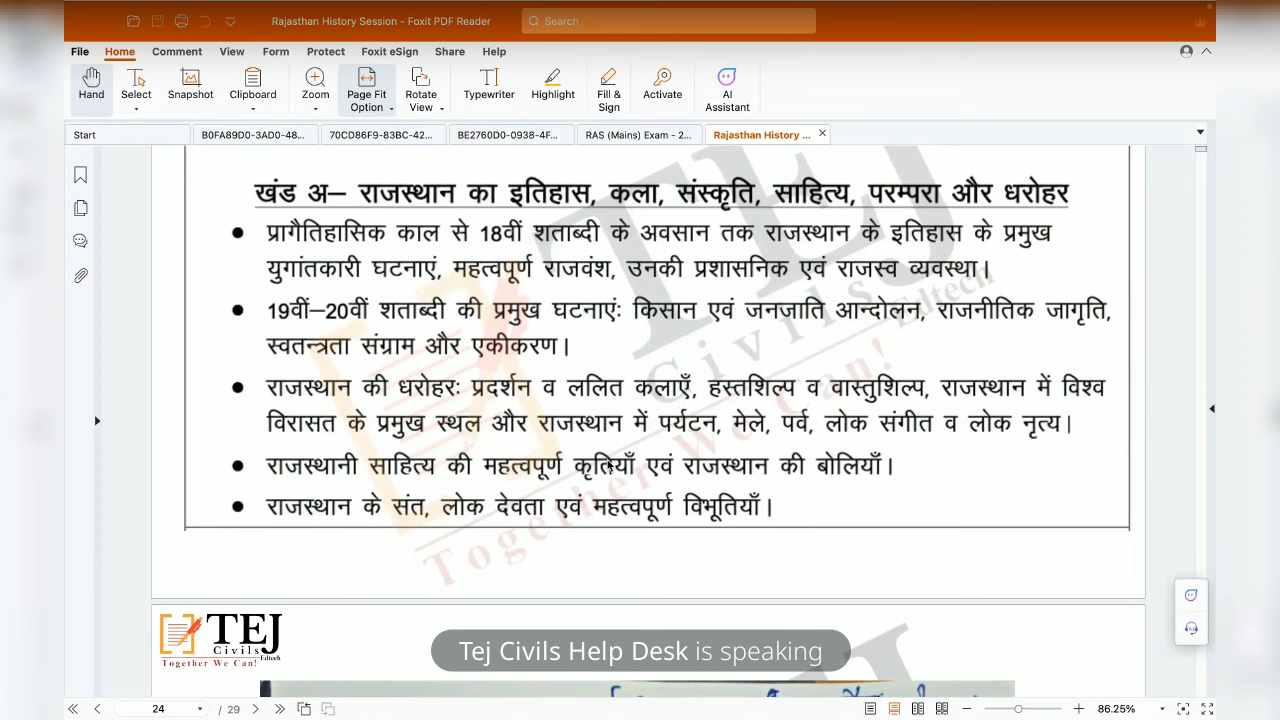 Rajasthan History Session - Foxit PDF Reader
Search
File Home Comment View Form Protect Foxit eSign Share Help
Hand Select Snapshot Clipboard Zoom Page Fit Option Rotate View Typewriter Highlight Fill & Sign Activate AI Assistant
Start B0FA89D0-3AD0-48... 70CD86F9-83BC-42... BE2760D0-0938-4F... RAS (Mains) Exam - 2... Rajasthan History ...
खंड अ– राजस्थान का इतिहास, कला, संस्कृति, साहित्य, परम्परा और धरोहर
● प्रागैतिहासिक काल से 18वीं शताब्दी के अवसान तक राजस्थान के इतिहास के प्रमुख
युगांतकारी घटनाएं, महत्वपूर्ण राजवंश, उनकी प्रशासनिक एवं राजस्व व्यवस्था।
● 19वीं–20वीं शताब्दी की प्रमुख घटनाएंः किसान एवं जनजाति आन्दोलन, राजनीतिक जागृति,
स्वतन्त्रता संग्राम और एकीकरण।
● राजस्थान की धरोहरः प्रदर्शन व ललित कलाएँ, हस्तशिल्प व वास्तुशिल्प, राजस्थान में विश्व
विरासत के प्रमुख स्थल और राजस्थान में पर्यटन, मेले, पर्व, लोक संगीत व लोक नृत्य।
● राजस्थानी साहित्य की महत्वपूर्ण कृतियाँ एवं राजस्थान की बोलियाँ।
● राजस्थान के संत, लोक देवता एवं महत्वपूर्ण विभूतियाँ।
TEJ
Civils
Edtech
Together We Can!
TEJ
Civils
Edtech
Together We Can!
Tej Civils Help Desk is speaking
24 / 29 86.25%